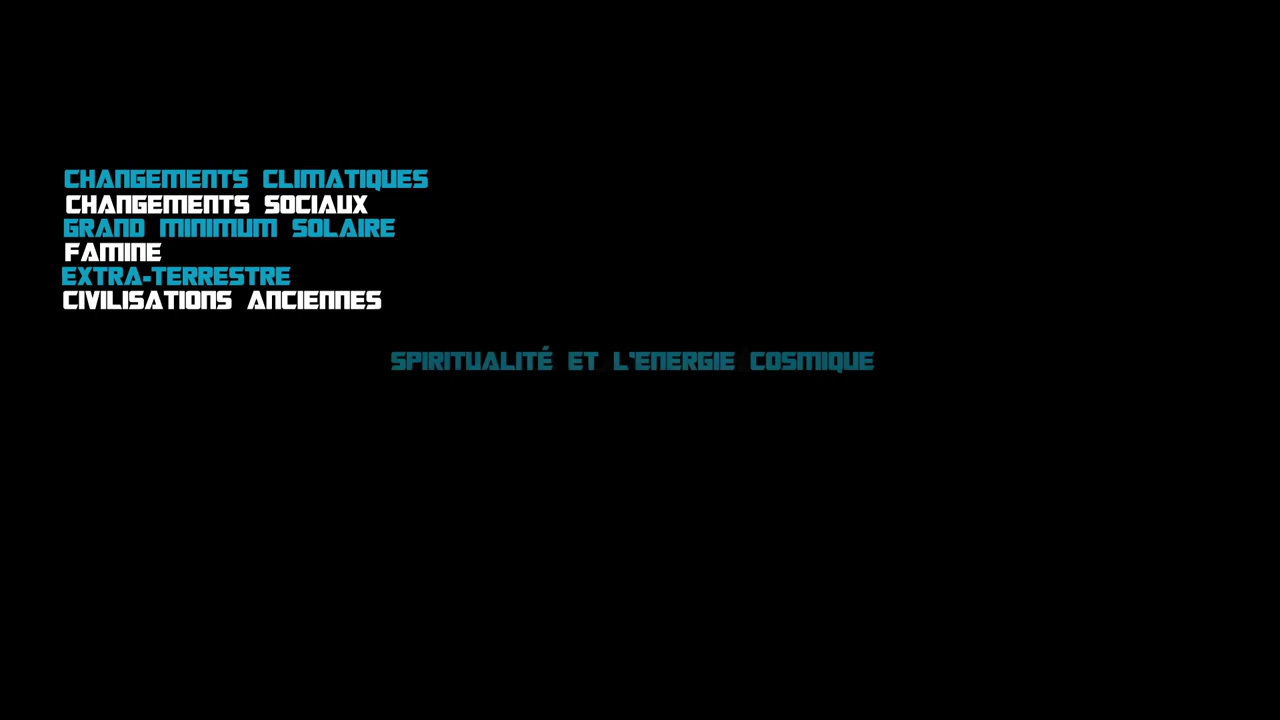 CHANGEMENTS CLIMATIQUES
CHANGEMENTS SOCIAUX
GRAND MINIMUM SOLAIRE
FAMINE
EXTRA-TERRESTRE
CIVILISATIONS ANCIENNES
SPIRITUALITÉ ET L'ENERGIE COSMIQUE